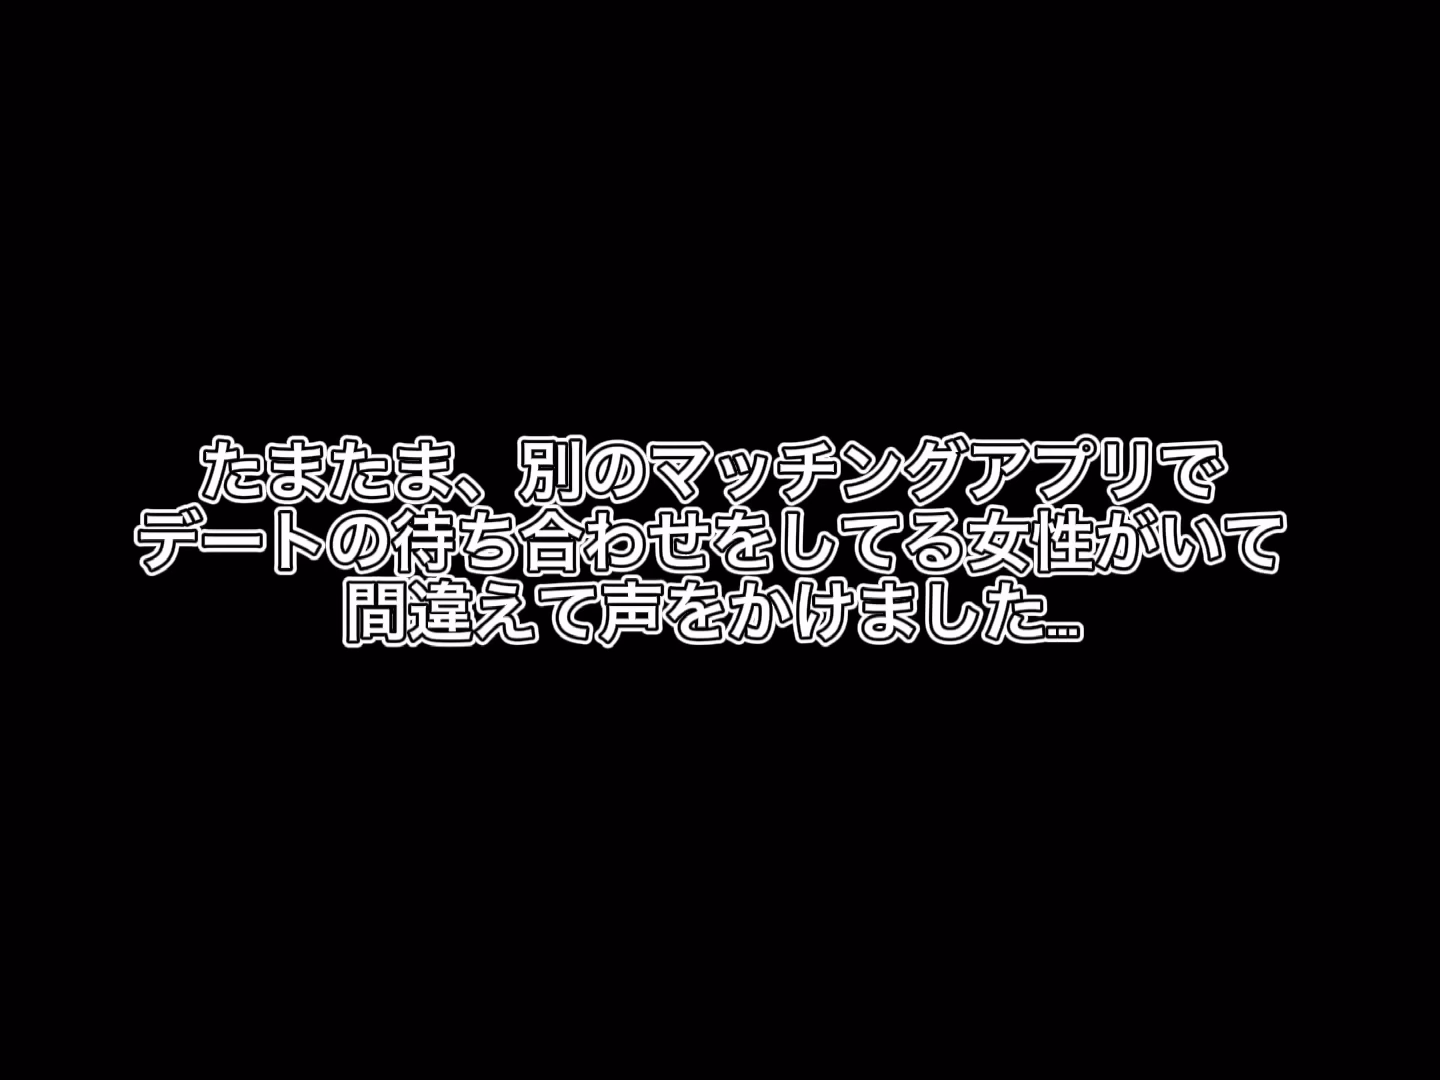 たまたま、別のマッチングアプリで
デートの待ち合わせをしてる女性がいて
間違えて声をかけました…